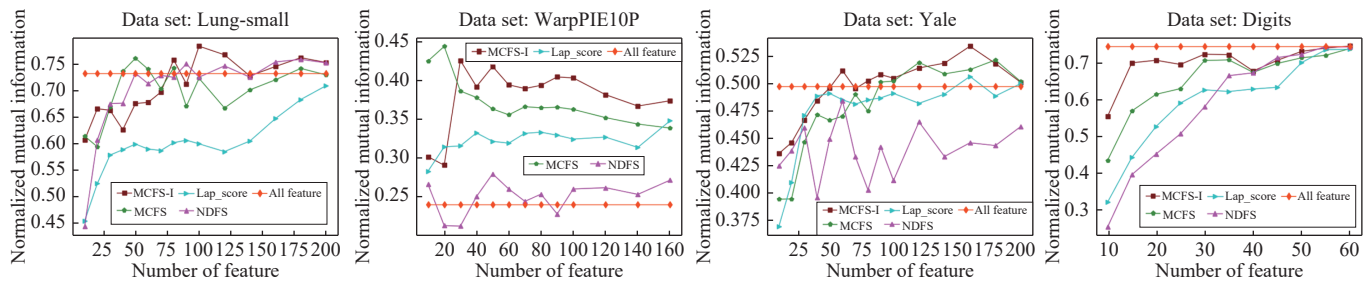 Data set: Lung-small
Normalized mutual information
0.75
0.70
0.65
0.60
0.55
0.50
0.45
MCFS-I
Lap_score
All feature
MCFS
NDFS
25 50 75 100 125 150 175 200
Number of feature
Data set: WarpPIE10P
Normalized mutual information
0.45
0.40
0.35
0.30
0.25
MCFS-I
Lap_score
All feature
MCFS
NDFS
20 40 60 80 100 120 140 160
Number of feature
Data set: Yale
Normalized mutual information
0.525
0.500
0.475
0.450
0.425
0.400
0.375
MCFS-I
Lap_score
All feature
MCFS
NDFS
25 50 75 100 125 150 175 200
Number of feature
Data set: Digits
Normalized mutual information
0.7
0.6
0.5
0.4
0.3
MCFS-I
Lap_score
All feature
MCFS
NDFS
10 20 30 40 50 60
Number of feature